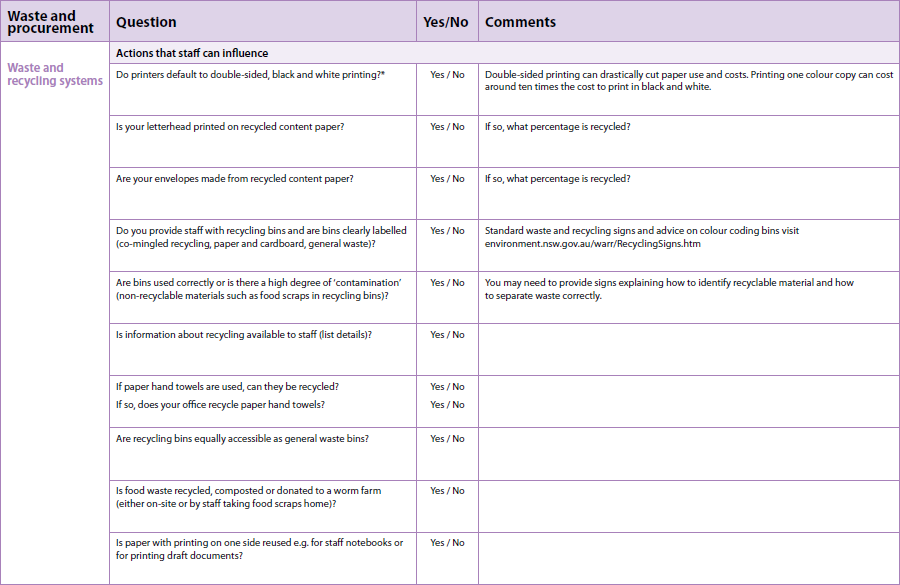 Waste and
procurement
Question
Yes/No
Comments
Waste and
recycling systems
Actions that staff can influence
Do printers default to double-sided, black and white printing?*
Yes / No
Double-sided printing can drastically cut paper use and costs. Printing one colour copy can cost
around ten times the cost to print in black and white.
Is your letterhead printed on recycled content paper?
Yes / No
If so, what percentage is recycled?
Are your envelopes made from recycled content paper?
Yes / No
If so, what percentage is recycled?
Do you provide staff with recycling bins and are bins clearly labelled
(co-mingled recycling, paper and cardboard, general waste)?
Yes / No
Standard waste and recycling signs and advice on colour coding bins visit
environment.nsw.gov.au/warr/RecyclingSigns.htm
Are bins used correctly or is there a high degree of ‘contamination’
(non-recyclable materials such as food scraps in recycling bins)?
Yes / No
You may need to provide signs explaining how to identify recyclable material and how
to separate waste correctly.
Is information about recycling available to staff (list details)?
Yes / No
If paper hand towels are used, can they be recycled?
Yes / No
If so, does your office recycle paper hand towels?
Yes / No
Are recycling bins equally accessible as general waste bins?
Yes / No
Is food waste recycled, composted or donated to a worm farm
(either on-site or by staff taking food scraps home)?
Yes / No
Is paper with printing on one side reused e.g. for staff notebooks or
for printing draft documents?
Yes / No